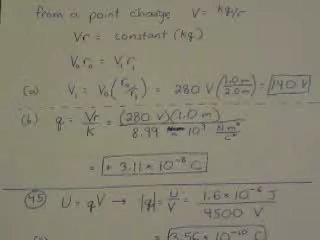 from a point charge V = kq/r
Vr = constant (kq)
V₀r₀ = V₁r₁
(a) V₁ = V₀(r₀/r₁) = 280 V (1.0 m/2.0 m) = 140 V
(b) q = Vr/k = (280 V)(1.0 m)/8.99 × 10⁹ N·m²/C²
= +3.11 × 10⁻⁸ C
45 U = qV → |q| = U/V = 1.6 × 10⁻⁶ J/4500 V
= 3.56 × 10⁻¹⁰ C